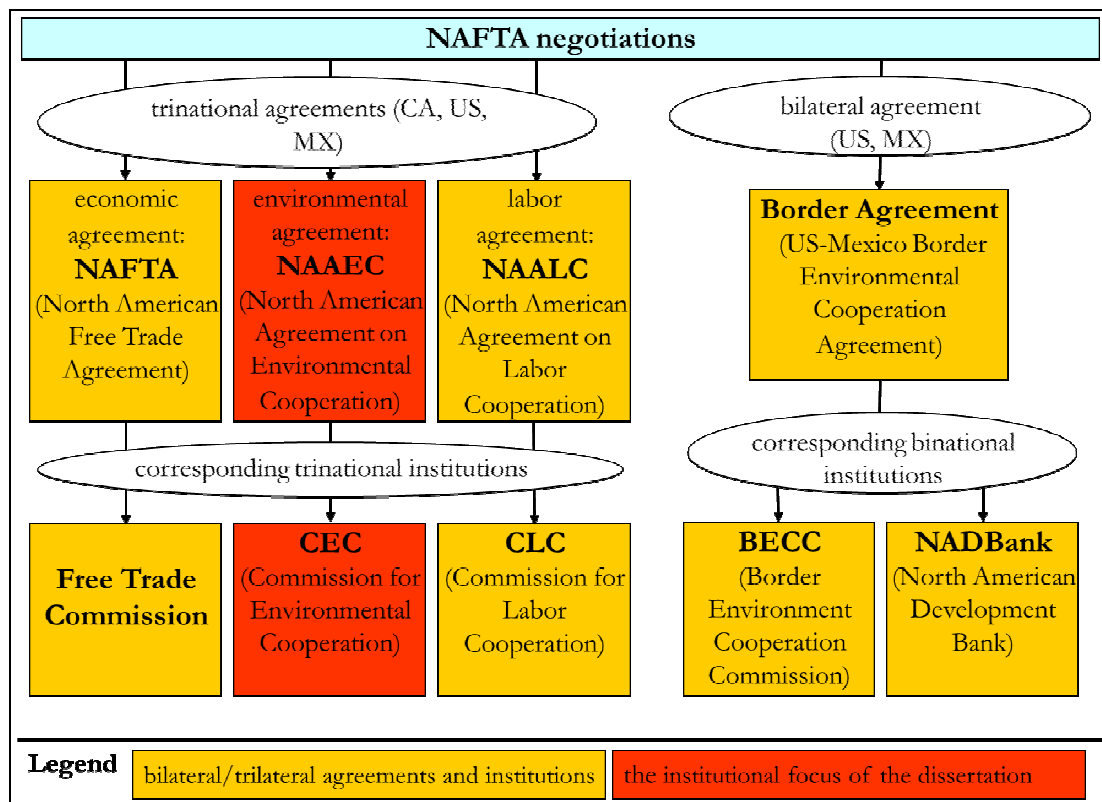 NAFTA negotiations
trinational agreements (CA, US,
MX)
bilateral agreement
(US, MX)
economic
agreement:
NAFTA
(North American
Free Trade
Agreement)
environmental
agreement:
NAAEC
(North American
Agreement on
Environmental
Cooperation)
labor
agreement:
NAALC
(North American
Agreement on
Labor
Cooperation)
Border Agreement
(US-Mexico Border
Environmental
Cooperation
Agreement)
corresponding trinational institutions
corresponding binational
institutions
Free Trade
Commission
CEC
(Commission for
Environmental
Cooperation)
CLC
(Commission for
Labor
Cooperation)
BECC
(Border
Environment
Cooperation
Commission)
NADBank
(North American
Development
Bank)
Legend
bilateral/trilateral agreements and institutions
the institutional focus of the dissertation